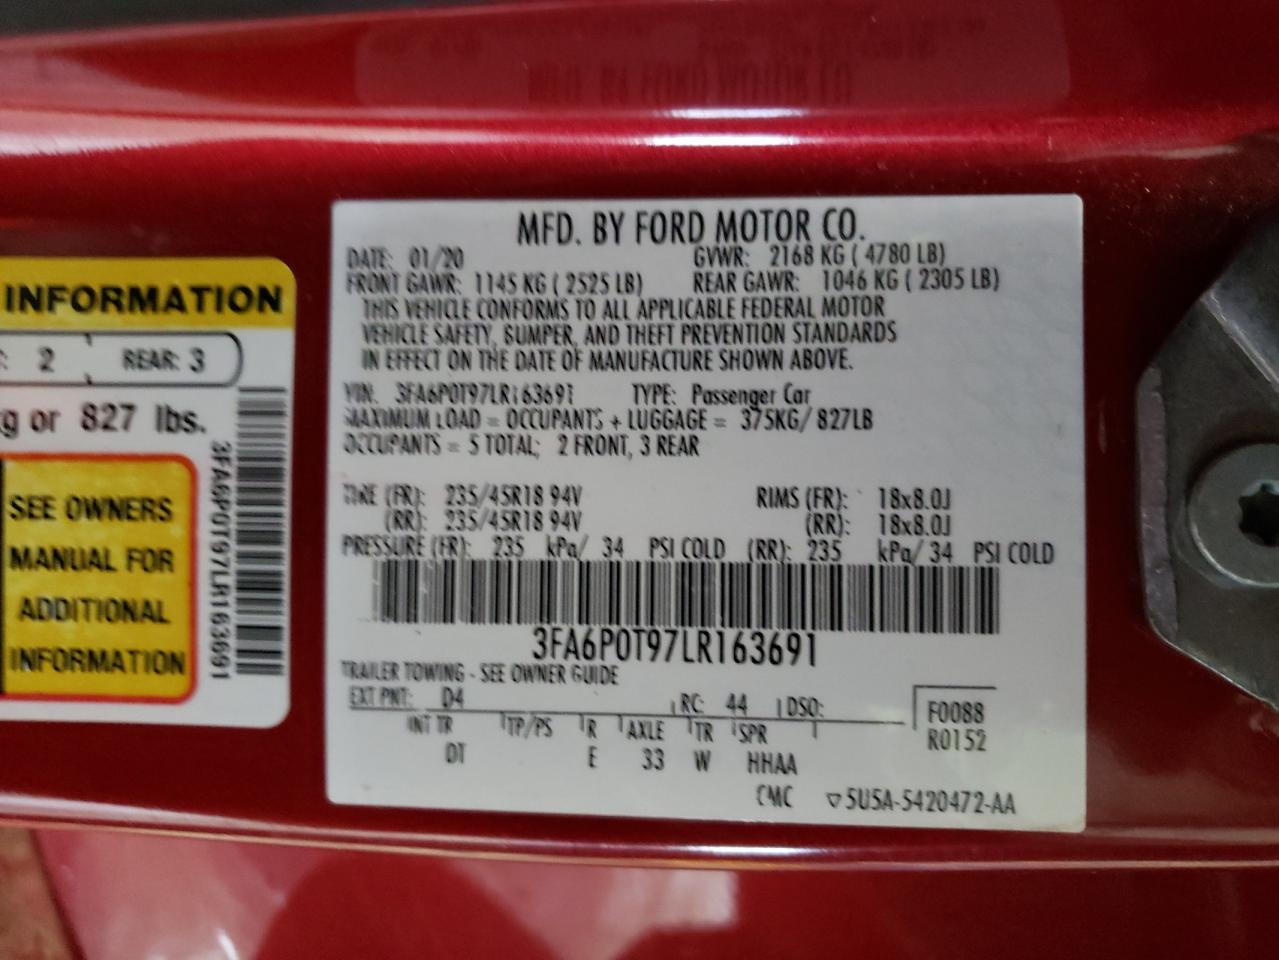 MFD. BY FORD MOTOR CO.
DATE: 01/20 GVWR: 2168 KG ( 4780 LB)
FRONT GAWR: 1145 KG ( 2525 LB) REAR GAWR: 1046 KG ( 2305 LB)
THIS VEHICLE CONFORMS TO ALL APPLICABLE FEDERAL MOTOR
VEHICLE SAFETY, BUMPER, AND THEFT PREVENTION STANDARDS
IN EFFECT ON THE DATE OF MANUFACTURE SHOWN ABOVE.
VIN: 3FA6P0T97LR163691 TYPE: Passenger Car
MAXIMUM LOAD = OCCUPANTS + LUGGAGE = 375KG/ 827LB
OCCUPANTS = 5 TOTAL; 2 FRONT, 3 REAR
TIRE (FR): 235/45R18 94V RIMS (FR): 18x8.0J
(RR): 235/45R18 94V (RR): 18x8.0J
PRESSURE (FR): 235 kPa/ 34 PSI COLD (RR): 235 kPa/ 34 PSI COLD
3FA6P0T97LR163691
TRAILER TOWING - SEE OWNER GUIDE
EXT PNT: D4 RC: 44 DSO:
F0088
R0152
INT TR TP/PS R AXLE TR SPR
DT E 33 W HHAA
CMC ▽5U5A-5420472-AA
INFORMATION
: 2 REAR: 3
kg or 827 lbs.
SEE OWNERS
MANUAL FOR
ADDITIONAL
INFORMATION
3FA6P0T97LR163691